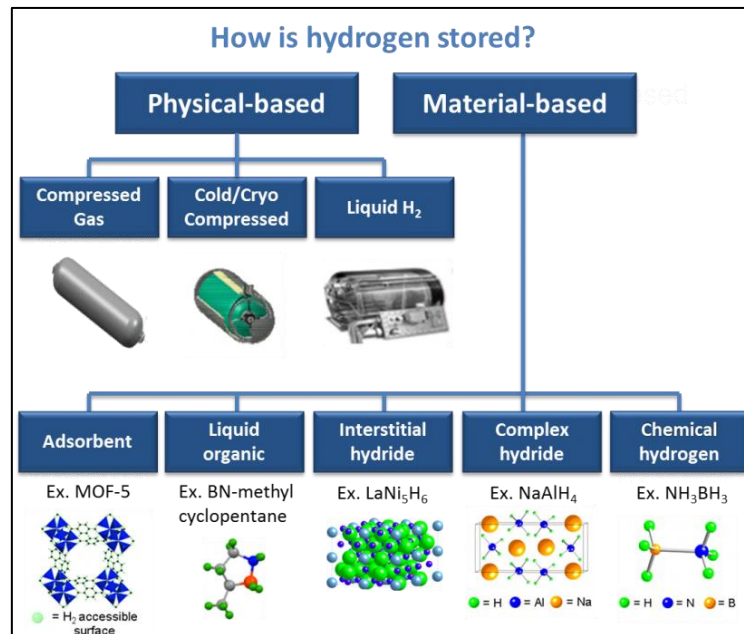 How is hydrogen stored?
Physical-based
Material-based
Compressed
Gas
Cold/Cryo
Compressed
Liquid H₂
Adsorbent
Liquid
organic
Interstitial
hydride
Complex
hydride
Chemical
hydrogen
Ex. MOF-5
Ex. BN-methyl
cyclopentane
Ex. LaNi₅H₆
Ex. NaAlH₄
Ex. NH₃BH₃
= H₂ accessible
surface
= H = Al = Na
= H = N = B